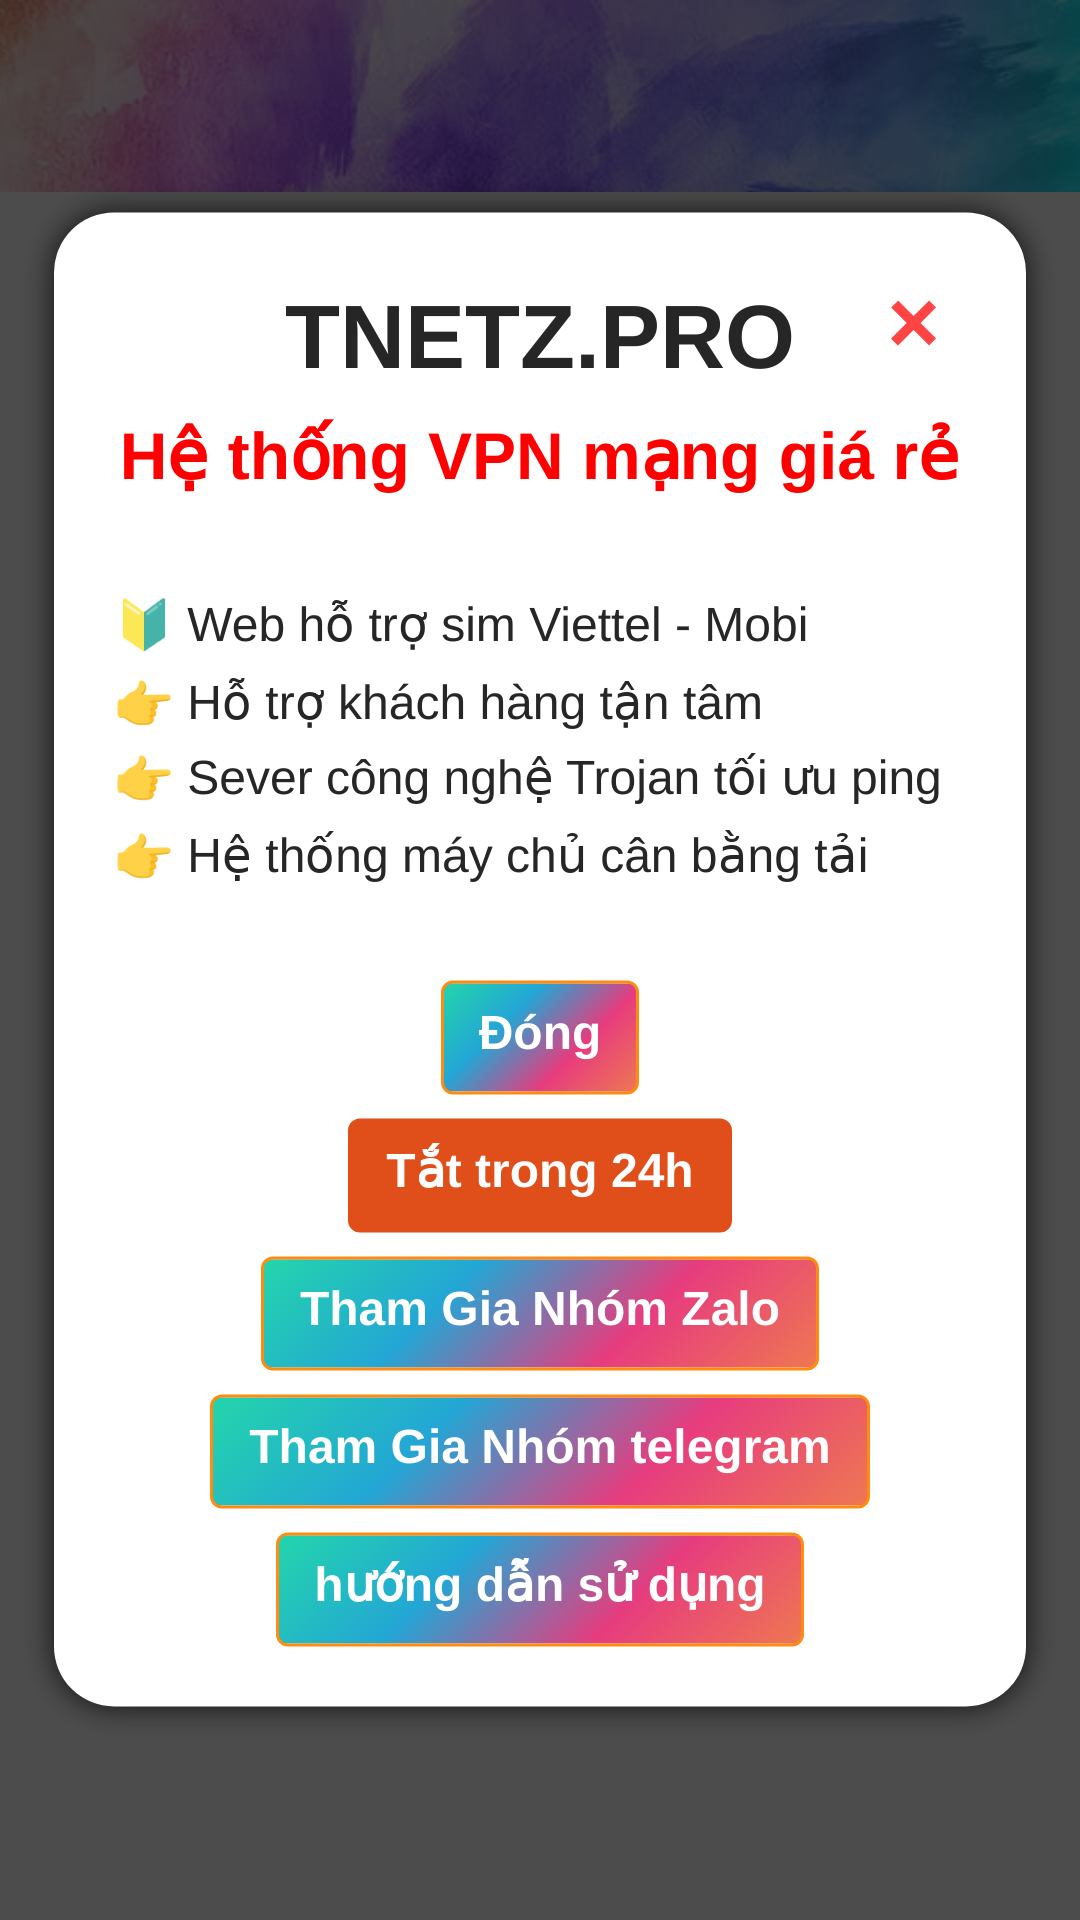 TNETZ.PRO
Hệ thống VPN mạng giá rẻ
🔰 Web hỗ trợ sim Viettel - Mobi
👉 Hỗ trợ khách hàng tận tâm
👉 Sever công nghệ Trojan tối ưu ping
👉 Hệ thống máy chủ cân bằng tải
Đóng
Tắt trong 24h
Tham Gia Nhóm Zalo
Tham Gia Nhóm telegram
hướng dẫn sử dụng